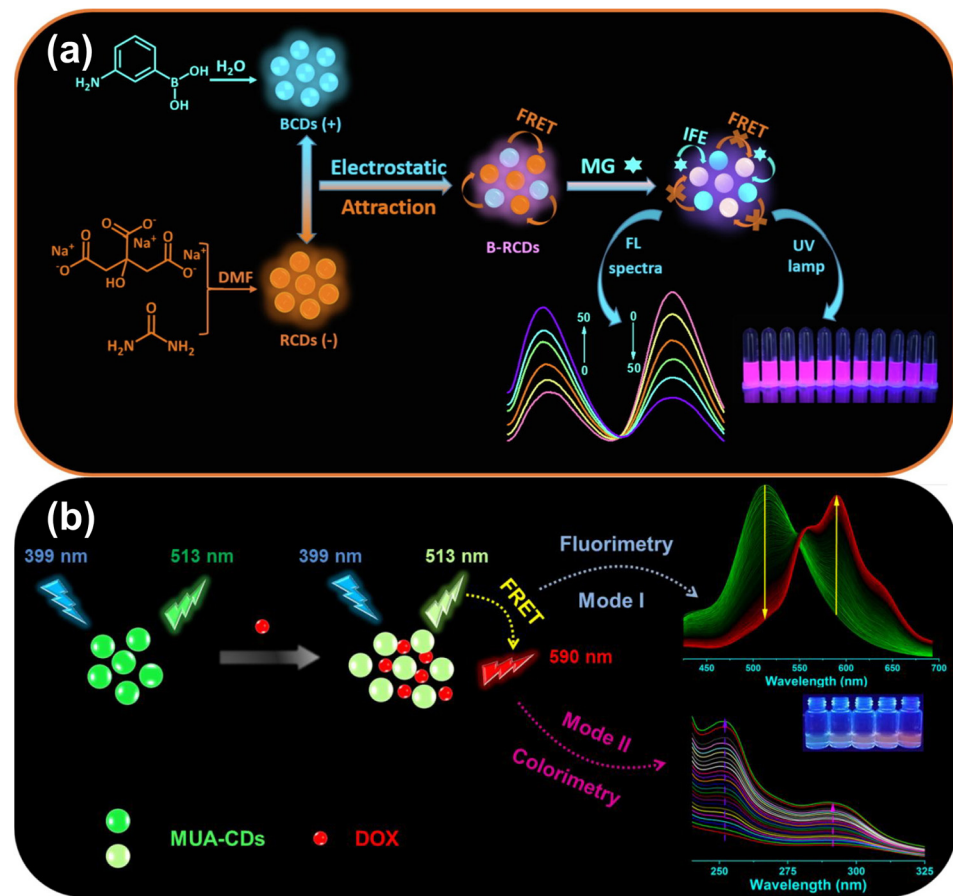 (a)
H₂N
B
OH
OH
H₂O
BCDs (+)
Electrostatic
Attraction
FRET
B-RCDs
MG
IFE
FRET
O
O⁻
Na⁺
Na⁺
Na⁺
O
O
⁻O
O⁻
HO
DMF
O
H₂N
NH₂
RCDs (-)
FL
spectra
UV
lamp
50
0
0
50
(b)
399 nm
513 nm
399 nm
513 nm
FRET
590 nm
Fluorimetry
Mode I
Mode II
Colorimetry
MUA-CDs
DOX
450 500 550 600 650 700
Wavelength (nm)
250 275 300 325
Wavelength (nm)